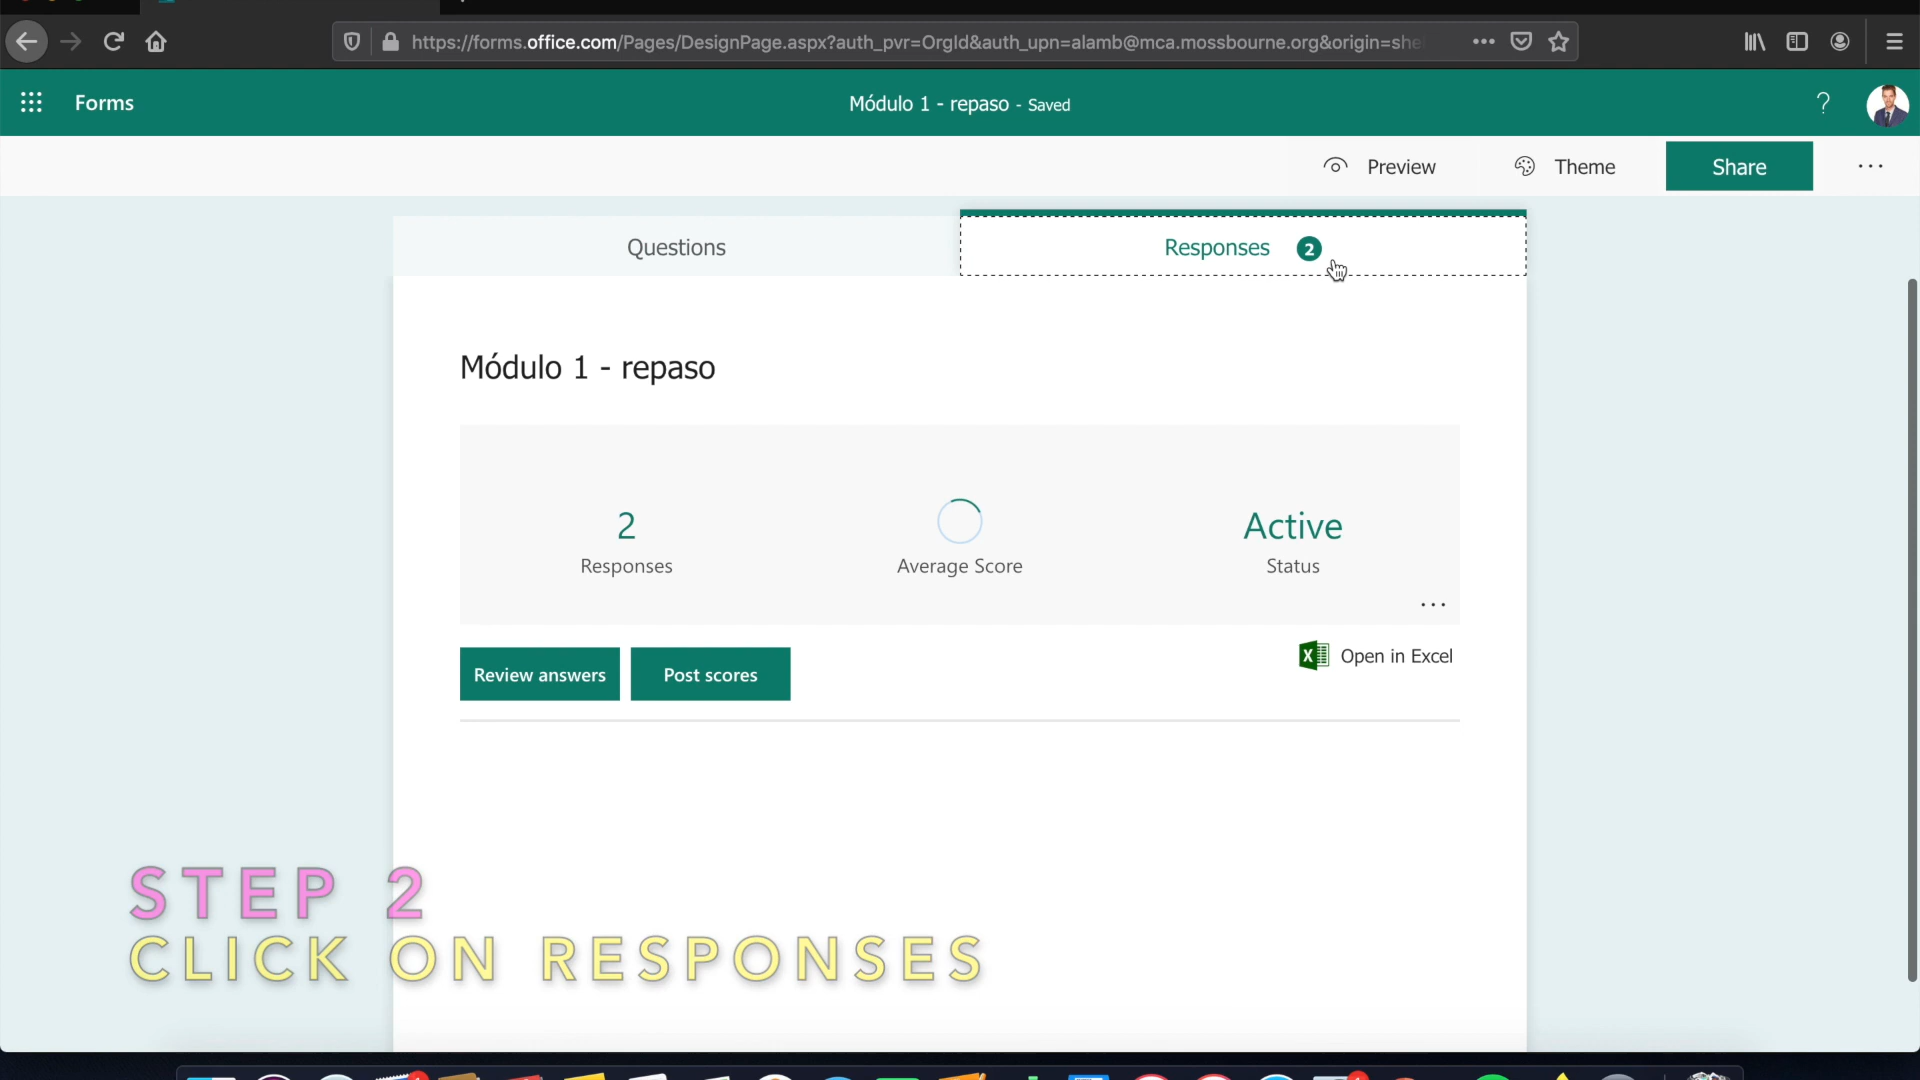 https://forms.office.com/Pages/DesignPage.aspx?auth_pvr=OrgId&auth_upn=alamb@mca.mossbourne.org&origin=she
Forms
Módulo 1 - repaso - Saved
?
Preview
Theme
Share
Questions
Responses 2
Módulo 1 - repaso
2
Responses
Average Score
Active
Status
Review answers
Post scores
Open in Excel
STEP 2
CLICK ON RESPONSES